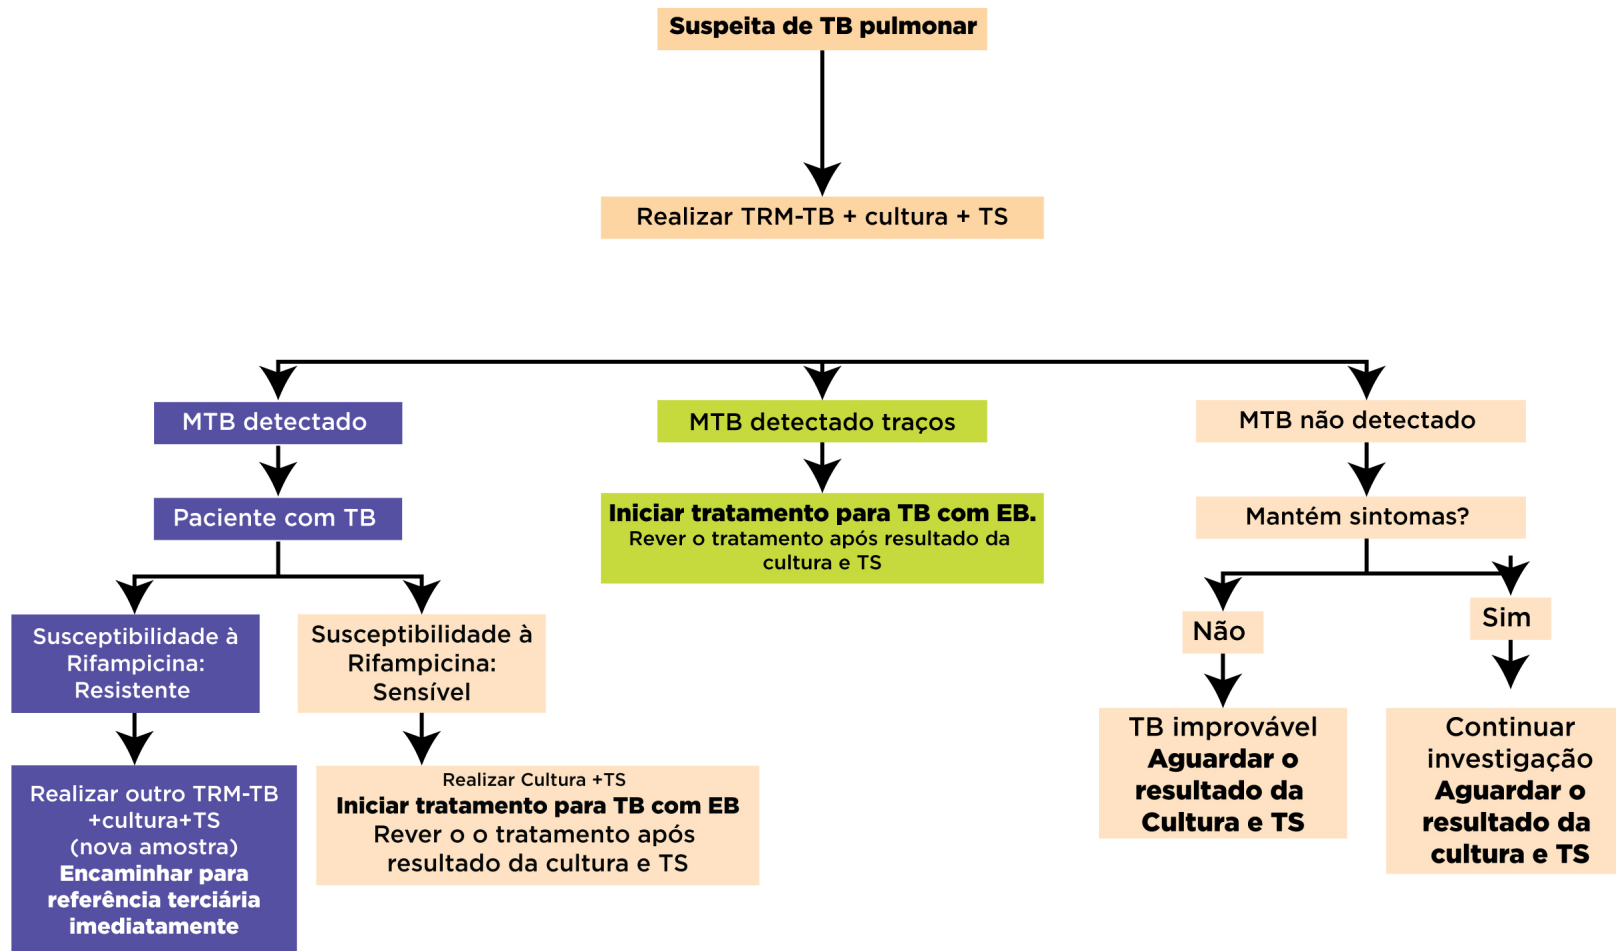 Suspeita de TB pulmonar
Realizar TRM-TB + cultura + TS
MTB detectado
MTB detectado traços
MTB não detectado
Paciente com TB
Iniciar tratamento para TB com EB.
Rever o tratamento após resultado da
cultura e TS
Mantém sintomas?
Susceptibilidade à
Rifampicina:
Resistente
Susceptibilidade à
Rifampicina:
Sensível
Não
Sim
Realizar outro TRM-TB
+cultura+TS
(nova amostra)
Encaminhar para
referência terciária
imediatamente
Realizar Cultura +TS
Iniciar tratamento para TB com EB
Rever o o tratamento após
resultado da cultura e TS
TB improvável
Aguardar o
resultado da
Cultura e TS
Continuar
investigação
Aguardar o
resultado da
cultura e TS